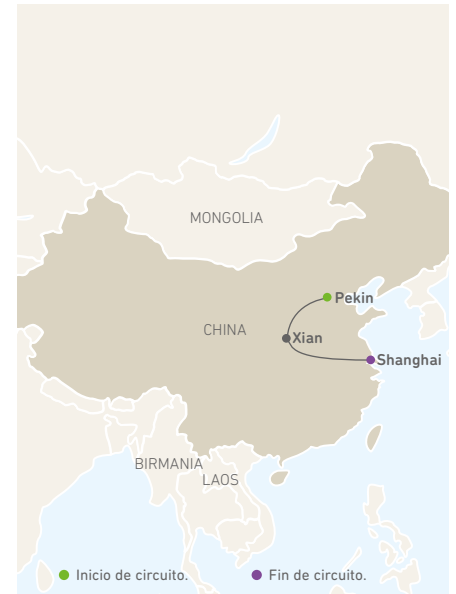 MONGOLIA
Pekin
CHINA
Xian
Shanghai
BIRMANIA
LAOS
Inicio de circuito.
Fin de circuito.